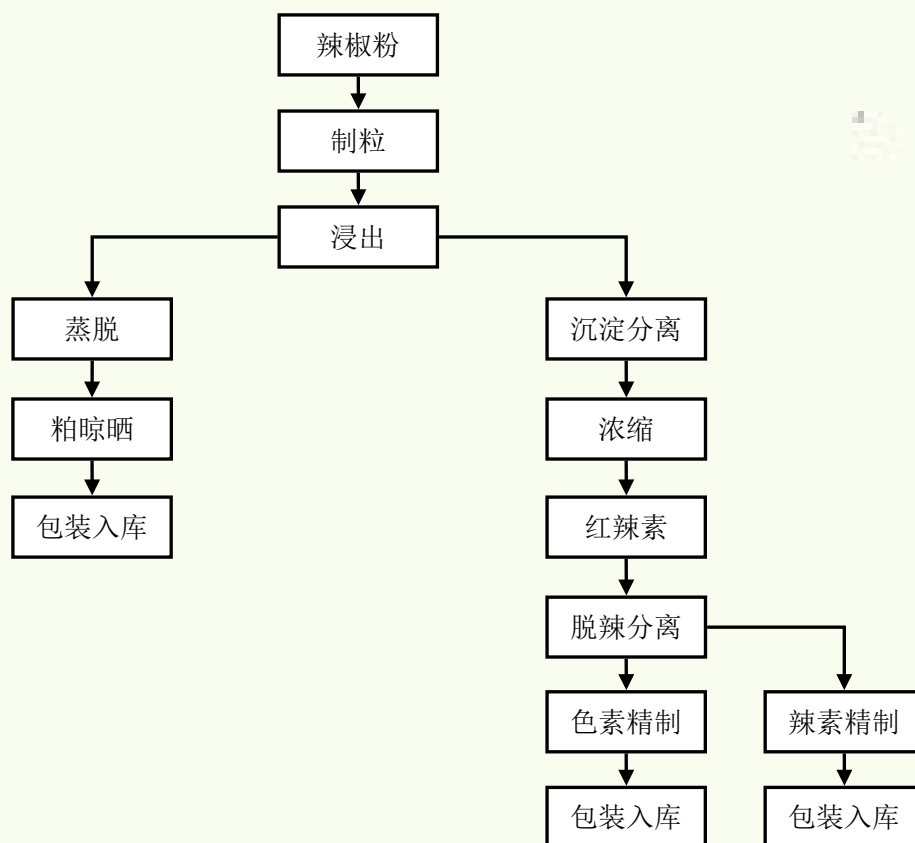 辣椒粉
制粒
浸出
蒸脱
沉淀分离
粕晾晒
浓缩
包装入库
红辣素
脱辣分离
色素精制
辣素精制
包装入库
包装入库